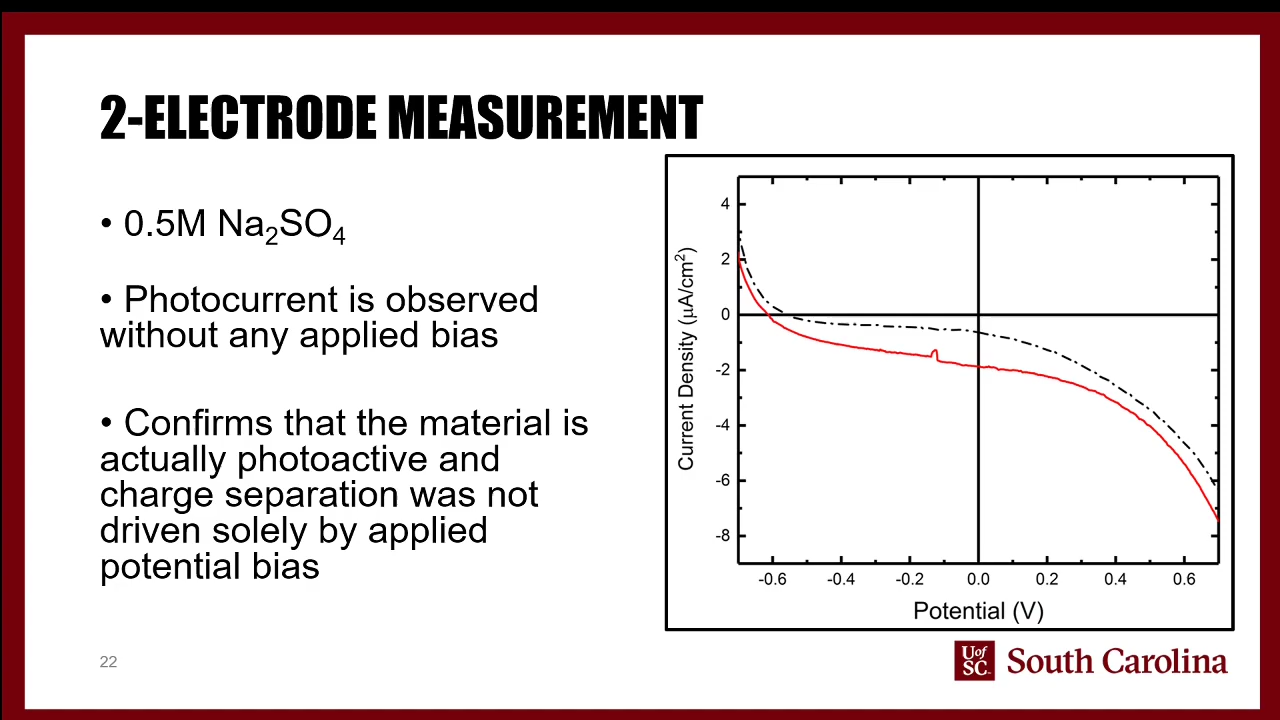 2-ELECTRODE MEASUREMENT
• 0.5M Na₂SO₄
• Photocurrent is observed
without any applied bias
• Confirms that the material is
actually photoactive and
charge separation was not
driven solely by applied
potential bias
4
2
0
-2
-4
-6
-8
Current Density (µA/cm²)
-0.6 -0.4 -0.2 0.0 0.2 0.4 0.6
Potential (V)
22
U of
SC
South Carolina